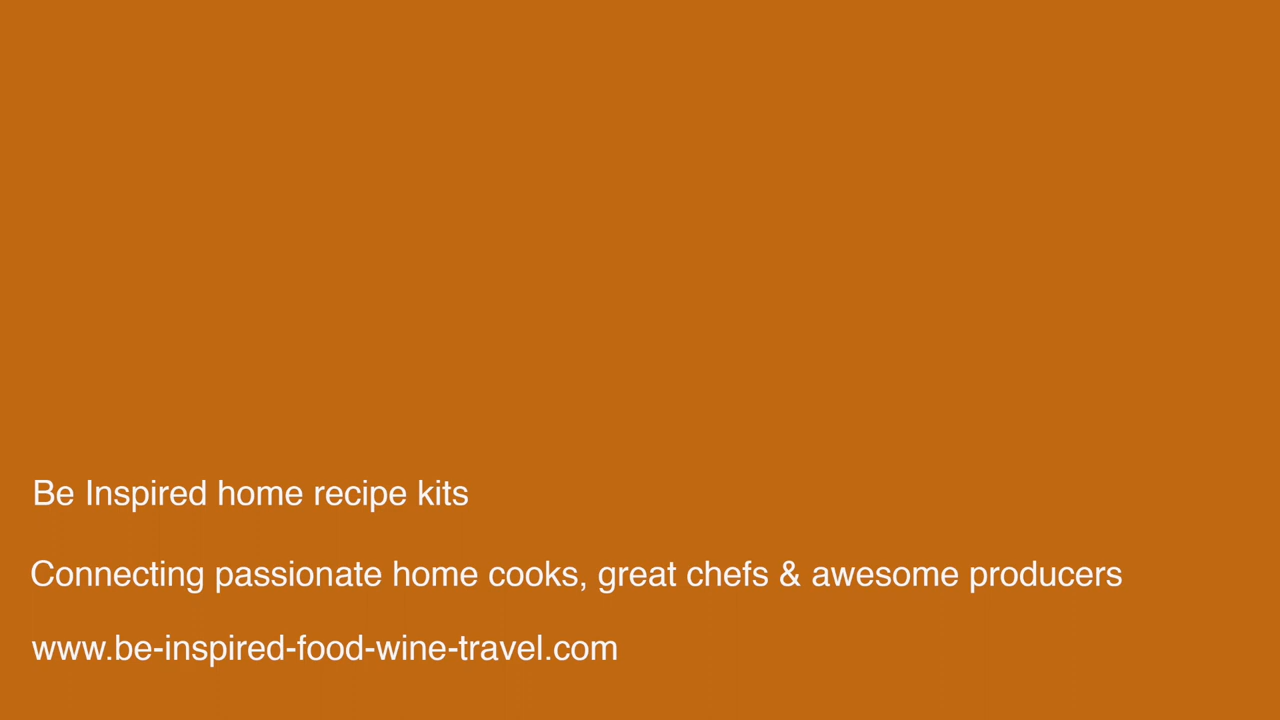 Be Inspired home recipe kits
Connecting passionate home cooks, great chefs & awesome producers
www.be-inspired-food-wine-travel.com